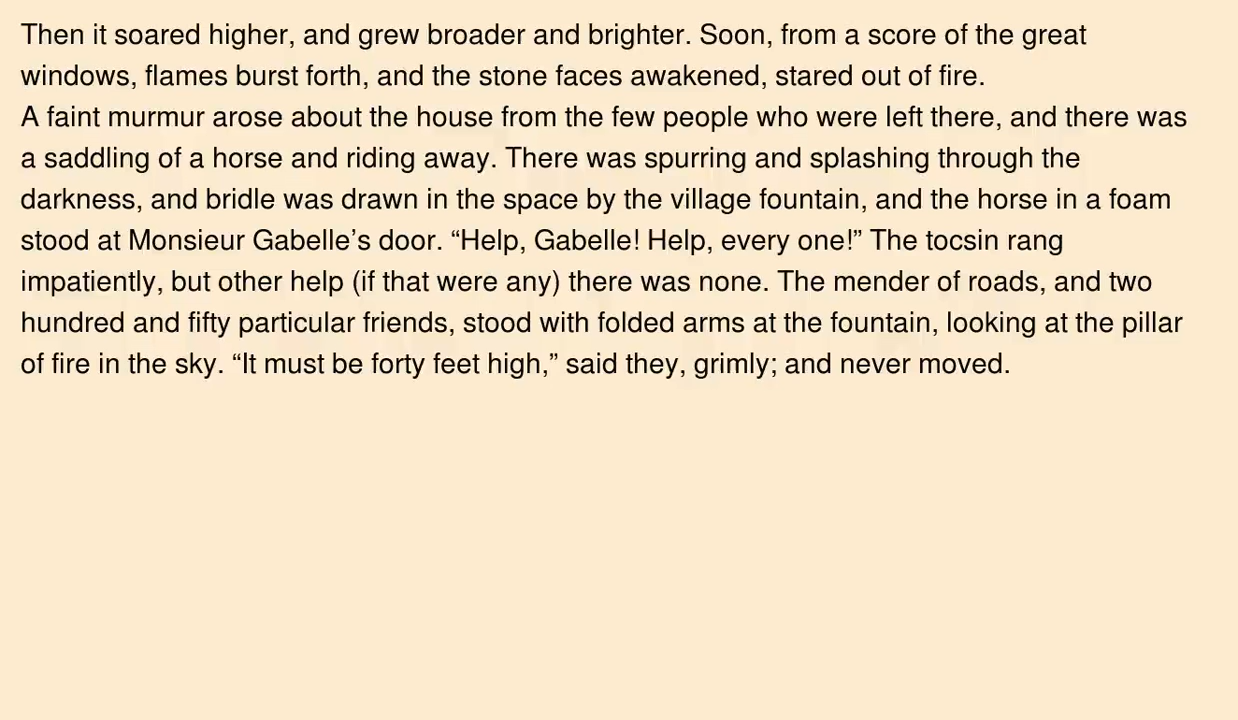 Then it soared higher, and grew broader and brighter. Soon, from a score of the great
windows, flames burst forth, and the stone faces awakened, stared out of fire.
A faint murmur arose about the house from the few people who were left there, and there was
a saddling of a horse and riding away. There was spurring and splashing through the
darkness, and bridle was drawn in the space by the village fountain, and the horse in a foam
stood at Monsieur Gabelle’s door. “Help, Gabelle! Help, every one!” The tocsin rang
impatiently, but other help (if that were any) there was none. The mender of roads, and two
hundred and fifty particular friends, stood with folded arms at the fountain, looking at the pillar
of fire in the sky. “It must be forty feet high,” said they, grimly; and never moved.